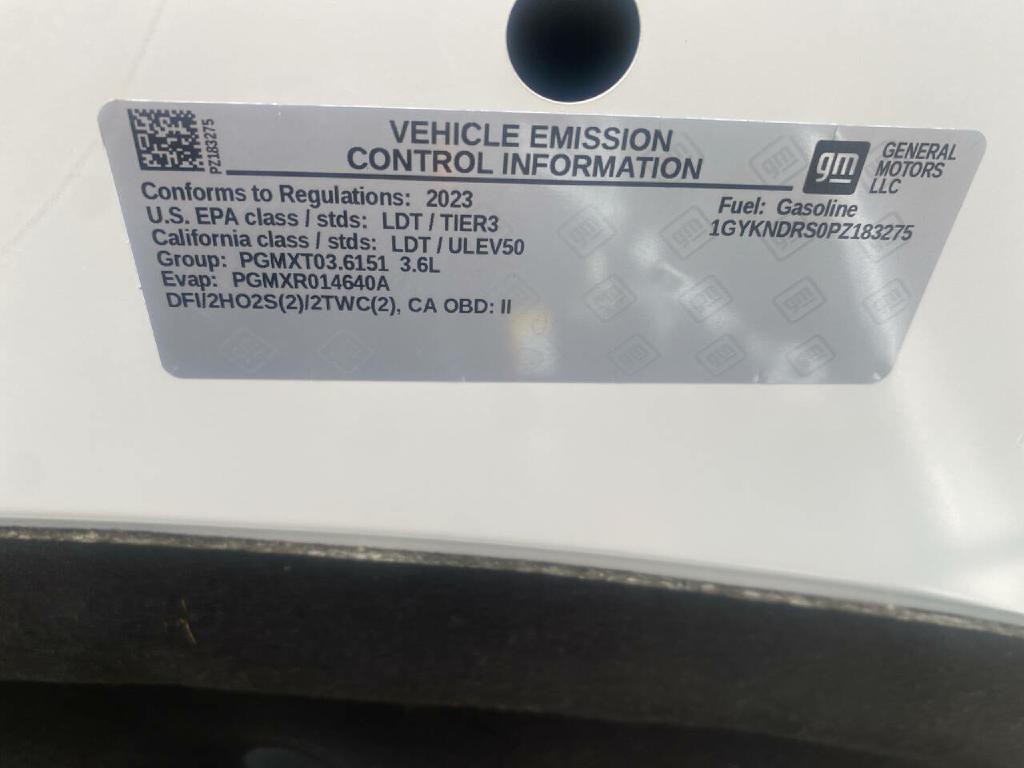 PZ183275
VEHICLE EMISSION
CONTROL INFORMATION
gm
GENERAL
MOTORS
LLC
Conforms to Regulations: 2023
U.S. EPA class / stds: LDT / TIER3
California class / stds: LDT / ULEV50
Group: PGMXT03.6151 3.6L
Evap: PGMXR014640A
DFI/2HO2S(2)/2TWC(2), CA OBD: II
Fuel: Gasoline
1GYKNDRS0PZ183275